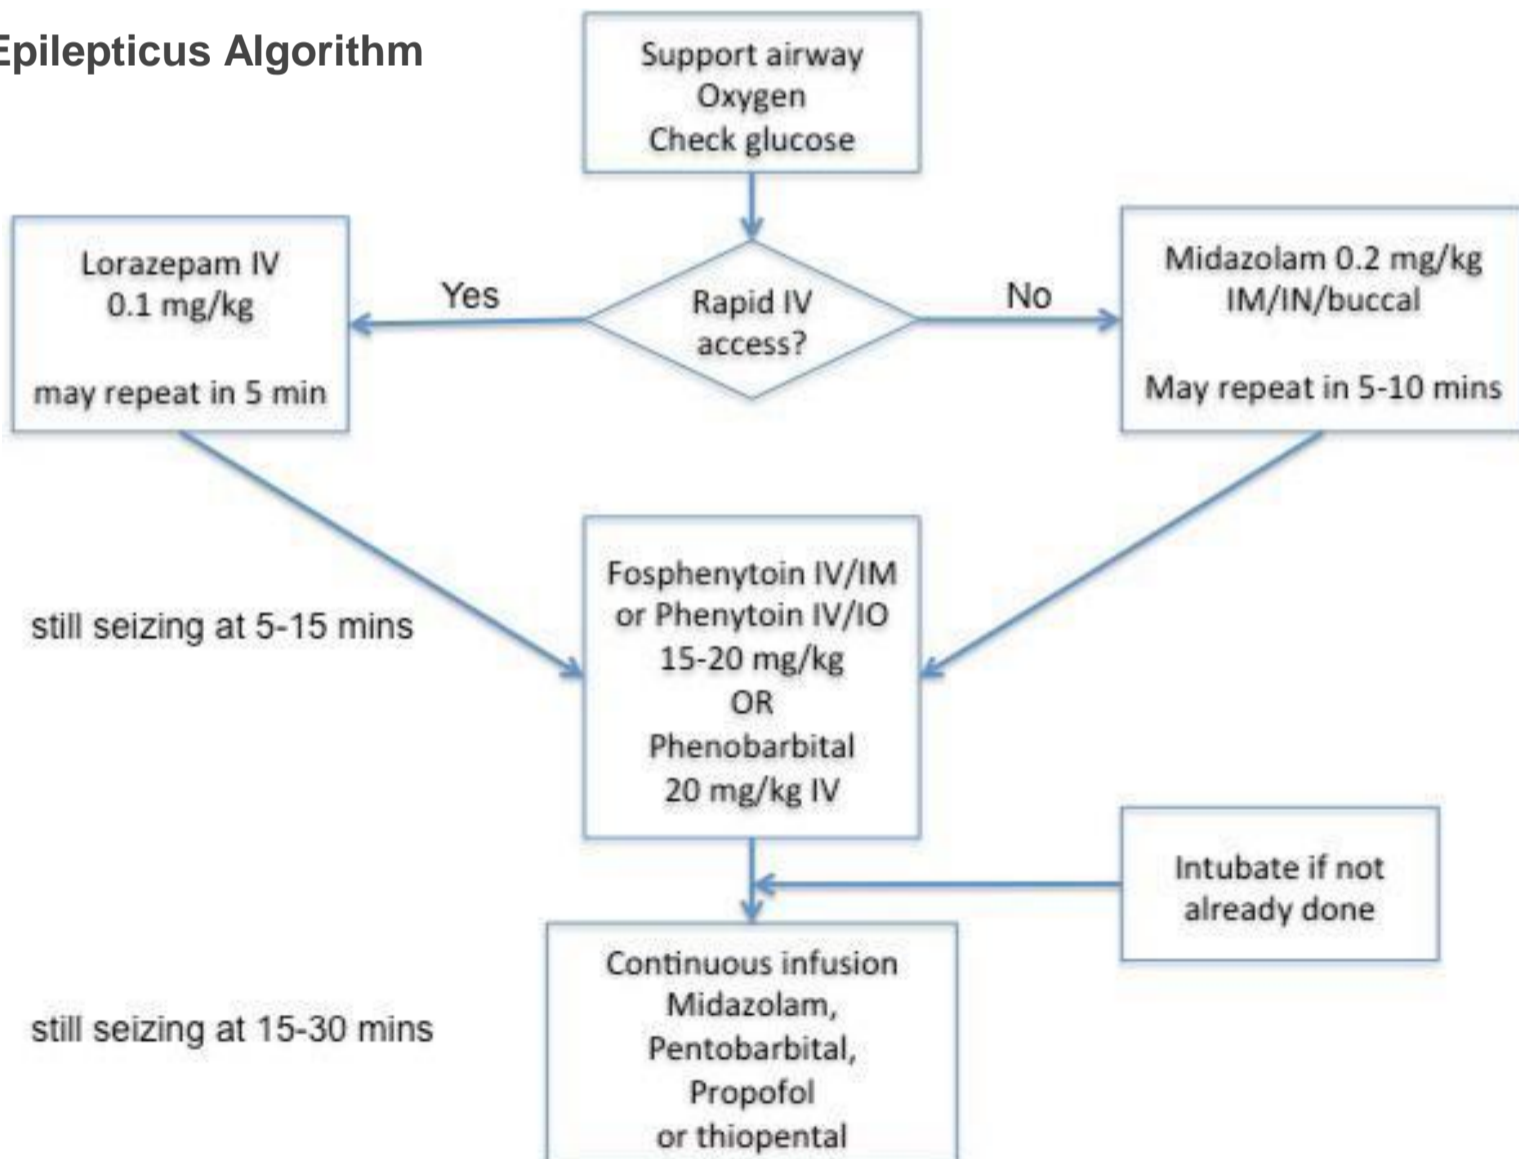 Epilepticus Algorithm
Support airway
Oxygen
Check glucose
Rapid IV
access?
Yes
No
Lorazepam IV
0.1 mg/kg
may repeat in 5 min
Midazolam 0.2 mg/kg
IM/IN/buccal
May repeat in 5-10 mins
still seizing at 5-15 mins
Fosphenytoin IV/IM
or Phenytoin IV/IO
15-20 mg/kg
OR
Phenobarbital
20 mg/kg IV
Intubate if not
already done
still seizing at 15-30 mins
Continuous infusion
Midazolam,
Pentobarbital,
Propofol
or thiopental